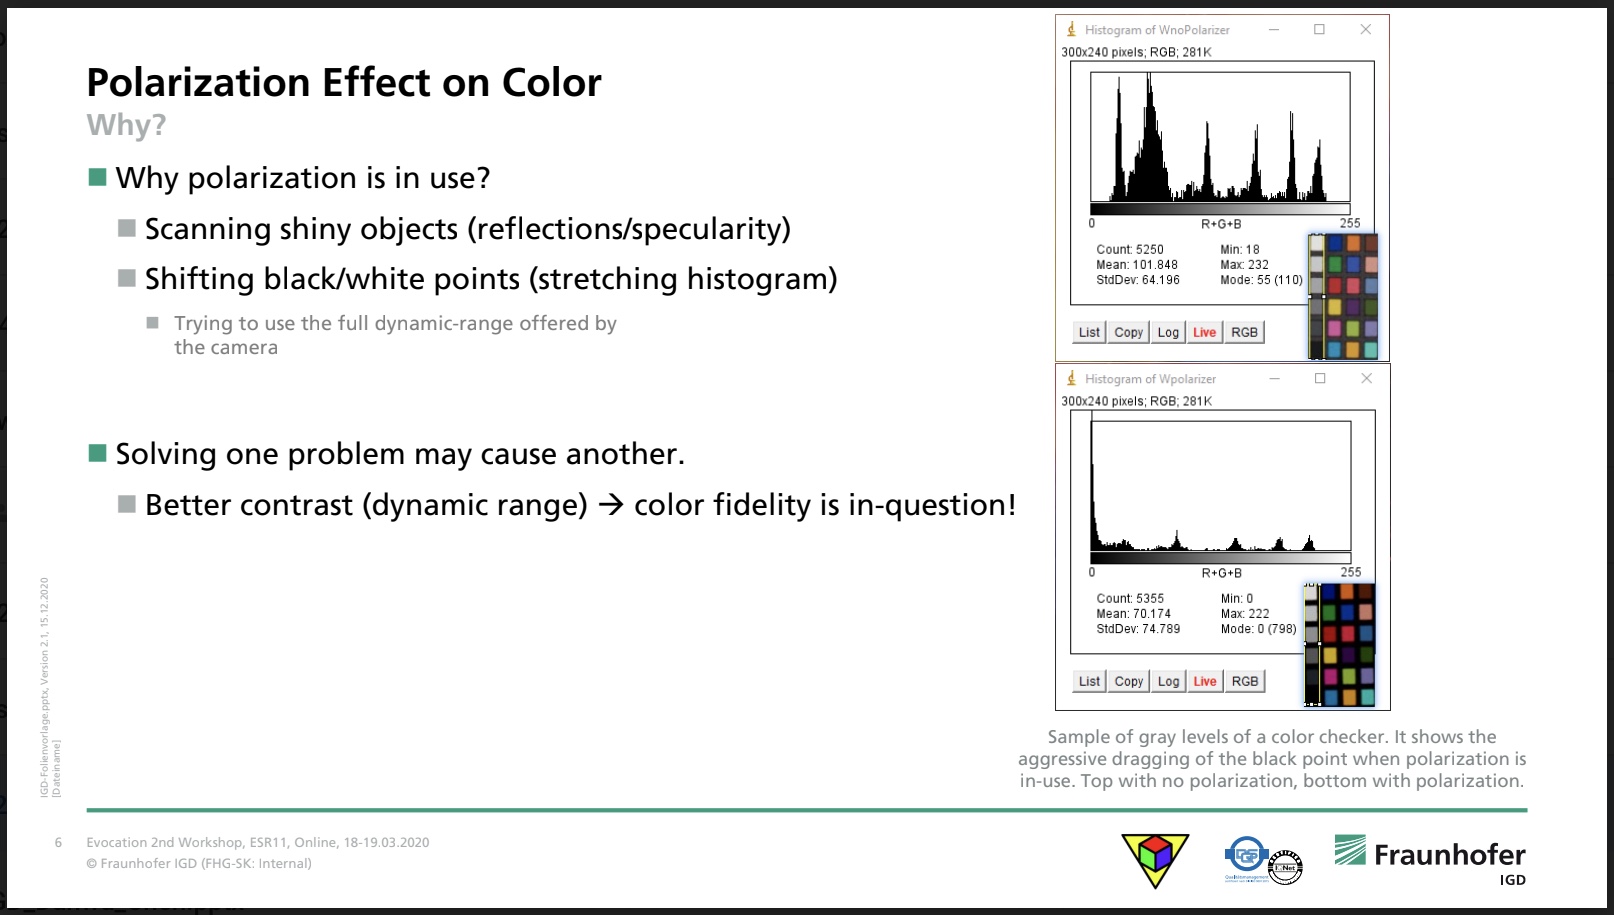 Polarization Effect on Color
Why?
Why polarization is in use?
Scanning shiny objects (reflections/specularity)
Shifting black/white points (stretching histogram)
Trying to use the full dynamic-range offered by
the camera
Solving one problem may cause another.
Better contrast (dynamic range) → color fidelity is in-question!
Histogram of WnoPolarizer
300x240 pixels; RGB; 281K
0 R+G+B 255
Count: 5250 Min: 18
Mean: 101.848 Max: 232
StdDev: 64.196 Mode: 55 (110)
List Copy Log Live RGB
Histogram of Wpolarizer
300x240 pixels; RGB; 281K
0 R+G+B 255
Count: 5355 Min: 0
Mean: 70.174 Max: 222
StdDev: 74.789 Mode: 0 (798)
List Copy Log Live RGB
Sample of gray levels of a color checker. It shows the
aggressive dragging of the black point when polarization is
in-use. Top with no polarization, bottom with polarization.
IGD-Folienvorlage.pptx, Version 2.1, 15.12.2020
[Dateiname]
6 Evocation 2nd Workshop, ESR11, Online, 18-19.03.2020
© Fraunhofer IGD (FHG-SK: Internal)
DQS
IQNet
Fraunhofer
IGD